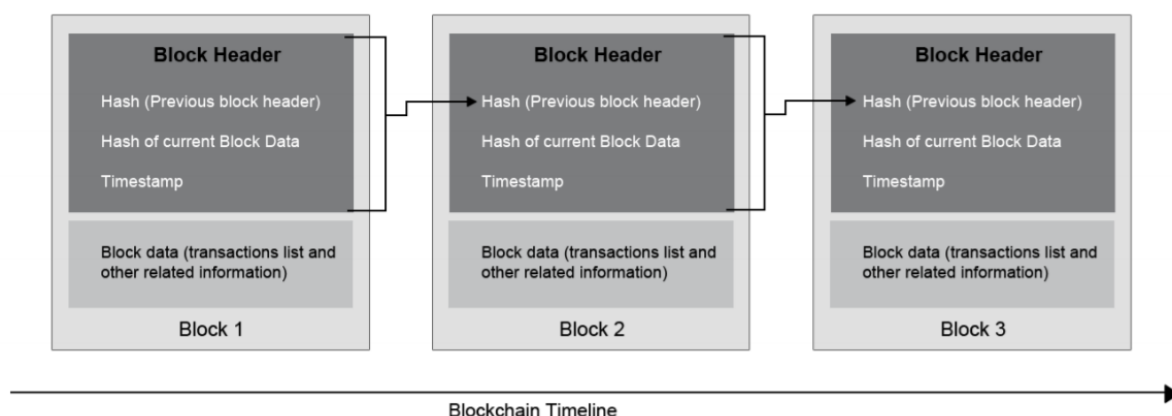 Block Header
Hash (Previous block header)
Hash of current Block Data
Timestamp
Block data (transactions list and
other related information)
Block 1
Block Header
Hash (Previous block header)
Hash of current Block Data
Timestamp
Block data (transactions list and
other related information)
Block 2
Block Header
Hash (Previous block header)
Hash of current Block Data
Timestamp
Block data (transactions list and
other related information)
Block 3
Blockchain Timeline